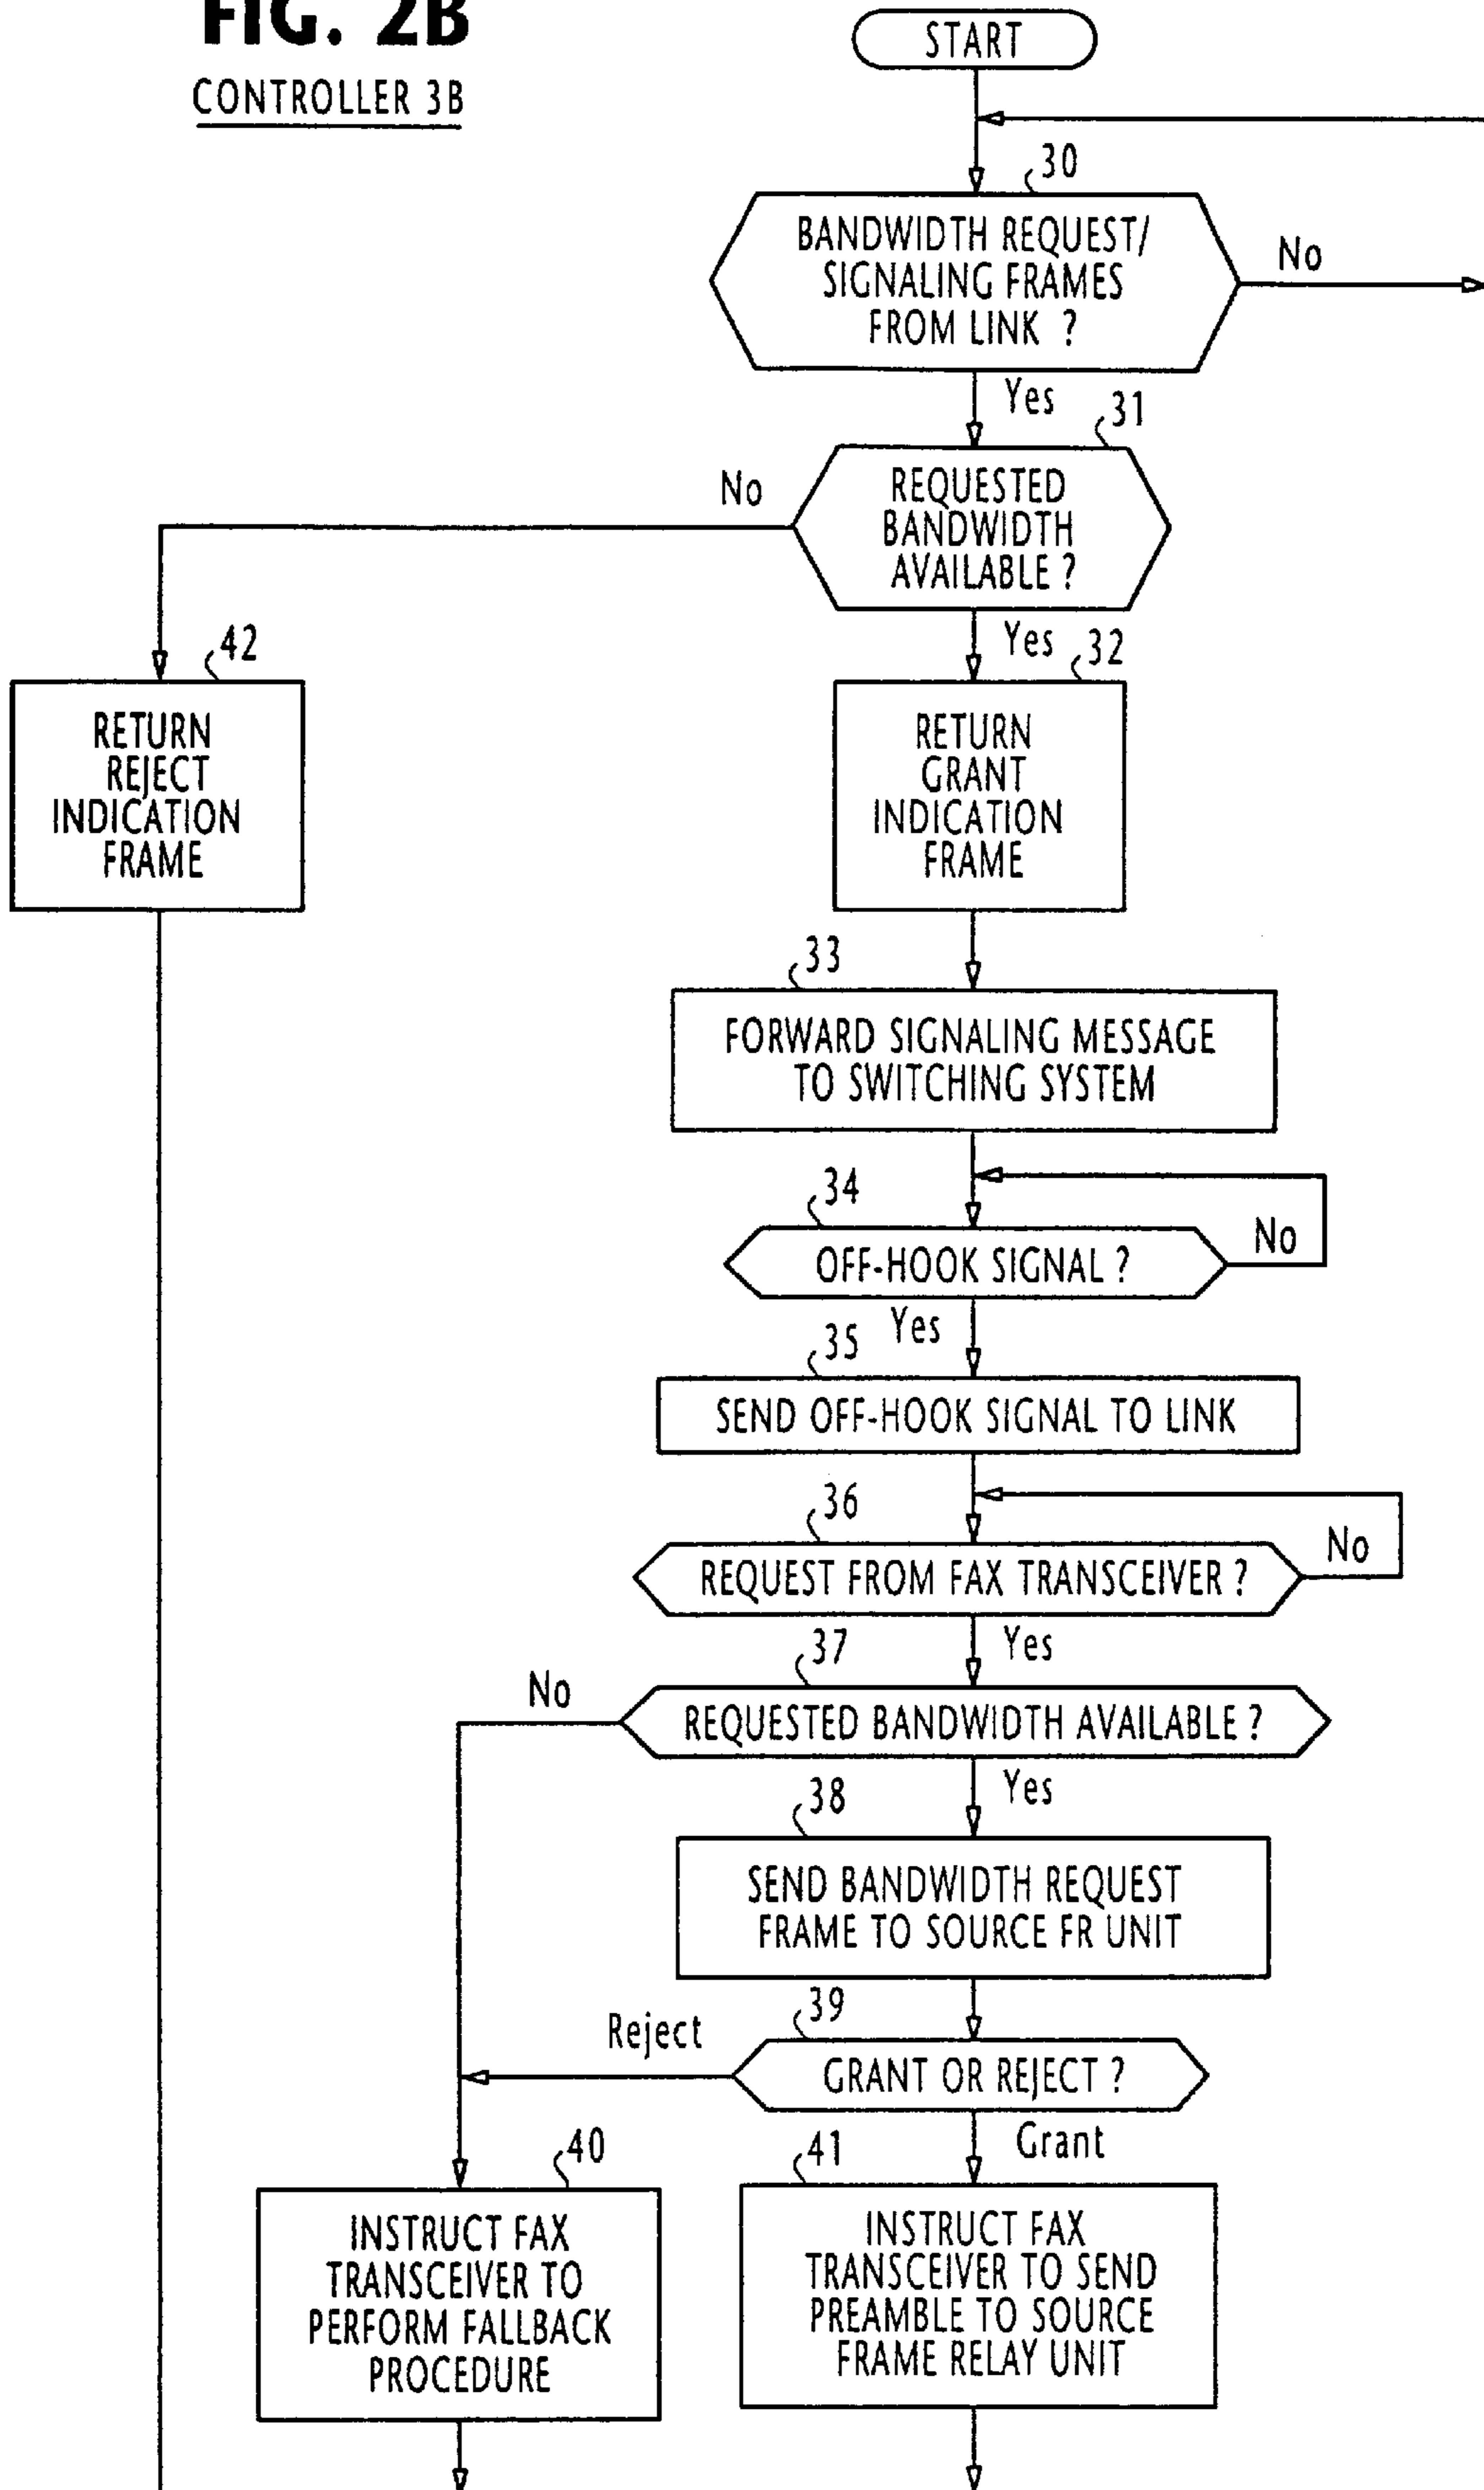 FIG. 2B
CONTROLLER 3B
START
30
BANDWIDTH REQUEST/
SIGNALING FRAMES
FROM LINK ?
No
Yes
31
REQUESTED
BANDWIDTH
AVAILABLE ?
No
Yes
42
RETURN
REJECT
INDICATION
FRAME
32
RETURN
GRANT
INDICATION
FRAME
33
FORWARD SIGNALING MESSAGE
TO SWITCHING SYSTEM
34
OFF-HOOK SIGNAL ?
No
Yes
35
SEND OFF-HOOK SIGNAL TO LINK
36
REQUEST FROM FAX TRANSCEIVER ?
No
Yes
37
No
REQUESTED BANDWIDTH AVAILABLE ?
Yes
38
SEND BANDWIDTH REQUEST
FRAME TO SOURCE FR UNIT
39
Reject
GRANT OR REJECT ?
Grant
40
INSTRUCT FAX
TRANSCEIVER TO
PERFORM FALLBACK
PROCEDURE
41
INSTRUCT FAX
TRANSCEIVER TO SEND
PREAMBLE TO SOURCE
FRAME RELAY UNIT